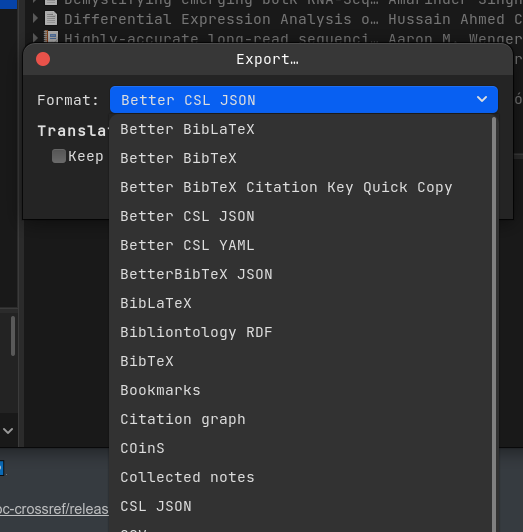 Demystifying emerging bulk RNA-Seq… Amarinder Singh
Differential Expression Analysis o… Hussain Ahmed C
Highly-accurate long-read sequenci… Aaron M. Wenger
Export…
Format: Better CSL JSON
Better BibLaTeX
Better BibTeX
Better BibTeX Citation Key Quick Copy
Better CSL JSON
Better CSL YAML
BetterBibTeX JSON
BibLaTeX
Bibliontology RDF
BibTeX
Bookmarks
Citation graph
COinS
Collected notes
CSL JSON
Translat
Keep
oc-crossref/releas